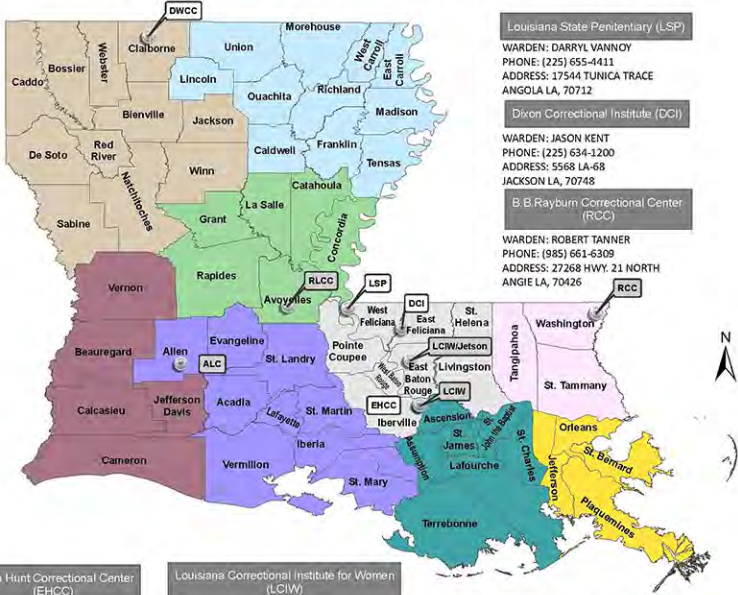 DWCC
Morehouse
Claiborne
Union
West
Carroll
East
Carroll
Webster
Bossier
Caddo
Lincoln
Ouachita
Richland
Madison
Bienville
Jackson
Franklin
Caldwell
Tensas
De Soto
Red
River
Winn
Natchitoches
Catahoula
La Salle
Grant
Concordia
Sabine
Rapides
Avoyelles
RLCC
LSP
Vernon
West
Feliciana
DCI
East
Feliciana
St.
Helena
Washington
RCC
Tangipahoa
Pointe
Coupee
LCIW/Jetson
Beauregard
Allen
ALC
Evangeline
St. Landry
West Baton
Rouge
East
Baton
Rouge
Livingston
St. Tammany
LCIW
EHCC
Iberville
Jefferson
Davis
Acadia
Calcasieu
Lafayette
St. Martin
Iberia
Ascension
St.
James
St.
John the Baptist
St. Charles
Assumption
Lafourche
Orleans
St. Bernard
Jefferson
Plaquemines
Cameron
Vermilion
St. Mary
Terrebonne
Louisiana State Penitentiary (LSP)
WARDEN: DARRYL VANNOY
PHONE: (225) 655-4411
ADDRESS: 17544 TUNICA TRACE
ANGOLA LA, 70712
Dixon Correctional Institute (DCI)
WARDEN: JASON KENT
PHONE: (225) 634-1200
ADDRESS: 5568 LA-68
JACKSON LA, 70748
B.B.Rayburn Correctional Center
(RCC)
WARDEN: ROBERT TANNER
PHONE: (985) 661-6309
ADDRESS: 27268 HWY. 21 NORTH
ANGIE LA, 70426
N
Hunt Correctional Center
(EHCC)
Louisiana Correctional Institute for Women
(LCIW)